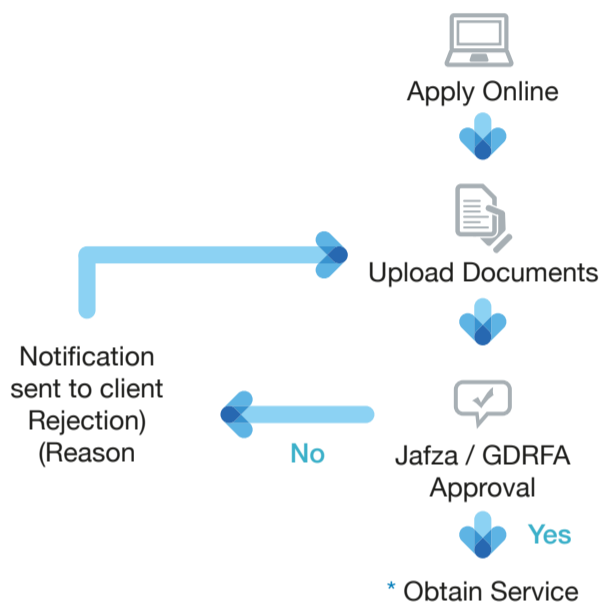 Apply Online
Upload Documents
Notification
sent to client
Rejection)
(Reason
No
Jafza / GDRFA
Approval
Yes
* Obtain Service